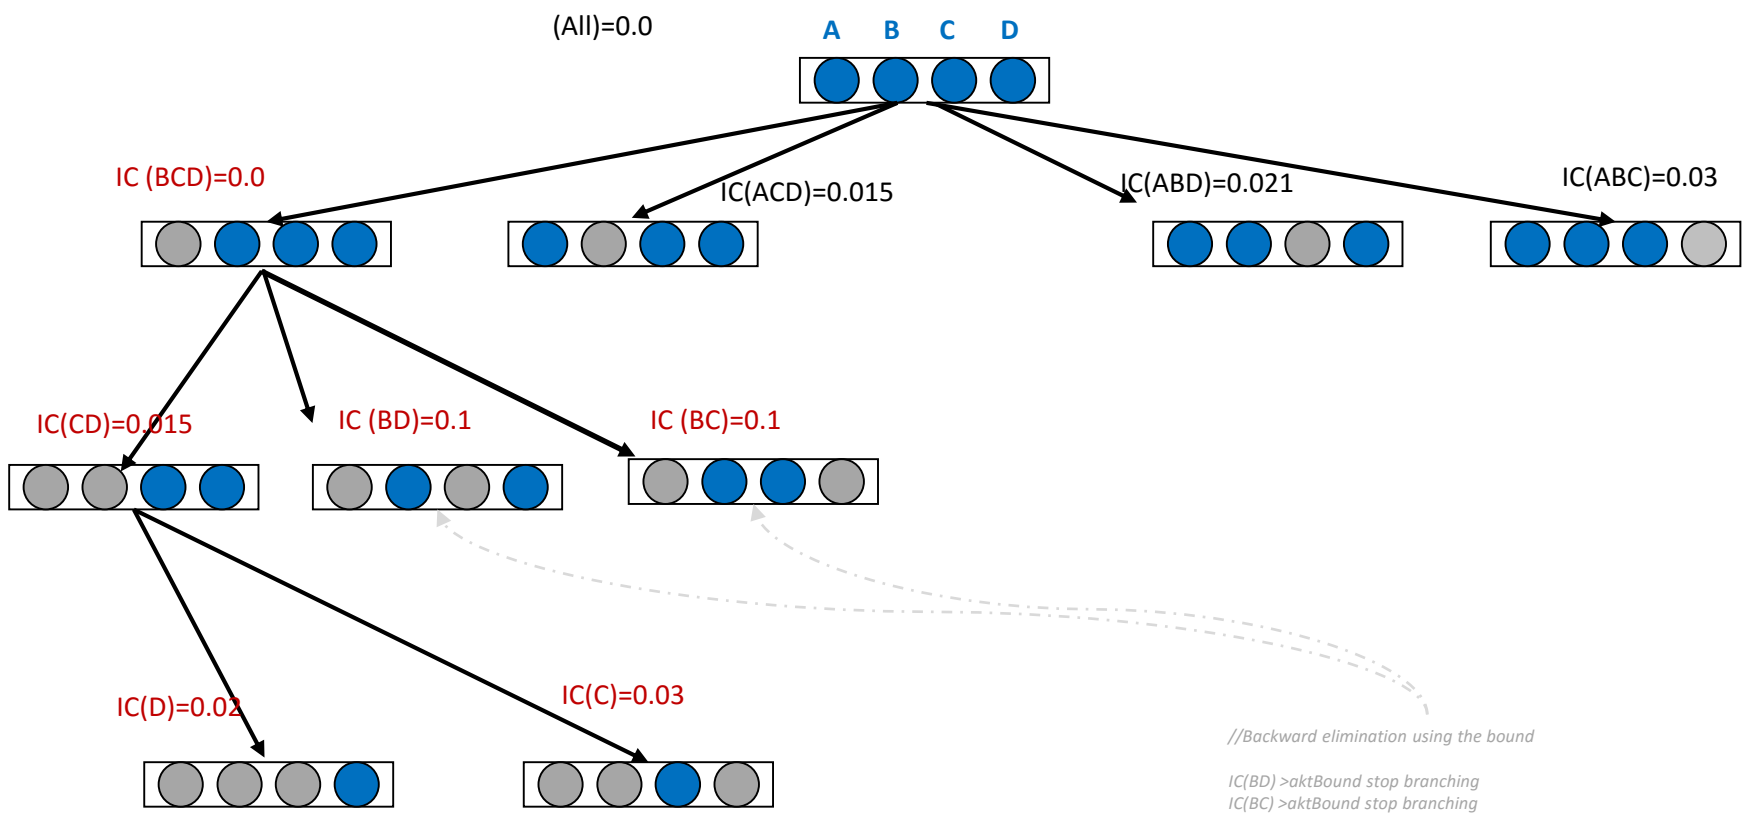 (All)=0.0
A B C D
IC (BCD)=0.0
IC(ACD)=0.015
IC(ABD)=0.021
IC(ABC)=0.03
IC(CD)=0.015
IC (BD)=0.1
IC (BC)=0.1
IC(D)=0.02
IC(C)=0.03
//Backward elimination using the bound
IC(BD) >aktBound stop branching
IC(BC) >aktBound stop branching